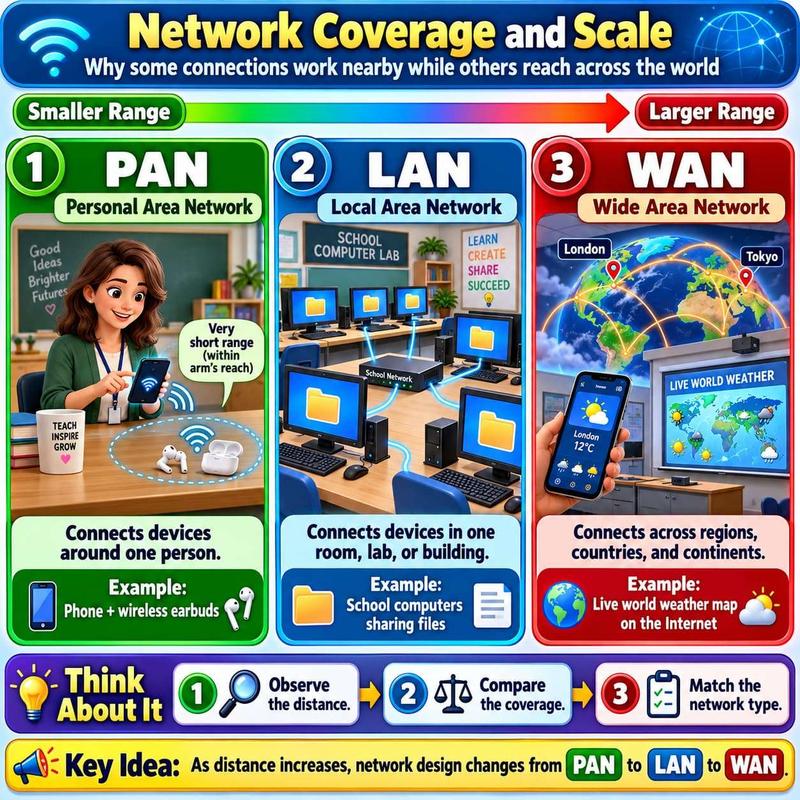 Network Coverage and Scale
Why some connections work nearby while others reach across the world
Smaller Range
Larger Range
1
PAN
Personal Area Network
Good
Ideas
Brighter
Futures
Very
short range
(within
arm's reach)
TEACH
INSPIRE
GROW
Connects devices
around one person.
Example:
Phone + wireless earbuds
2
LAN
Local Area Network
SCHOOL
COMPUTER LAB
LEARN
CREATE
SHARE
SUCCEED
School Network
Connects devices in one
room, lab, or building.
Example:
School computers
sharing files
3
WAN
Wide Area Network
London
Tokyo
LIVE WORLD WEATHER
London
12°C
Connects across regions,
countries, and continents.
Example:
Live world weather map
on the Internet
Think
About It
1
Observe
the distance.
2
Compare
the coverage.
3
Match the
network type.
Key Idea: As distance increases, network design changes from PAN to LAN to WAN.